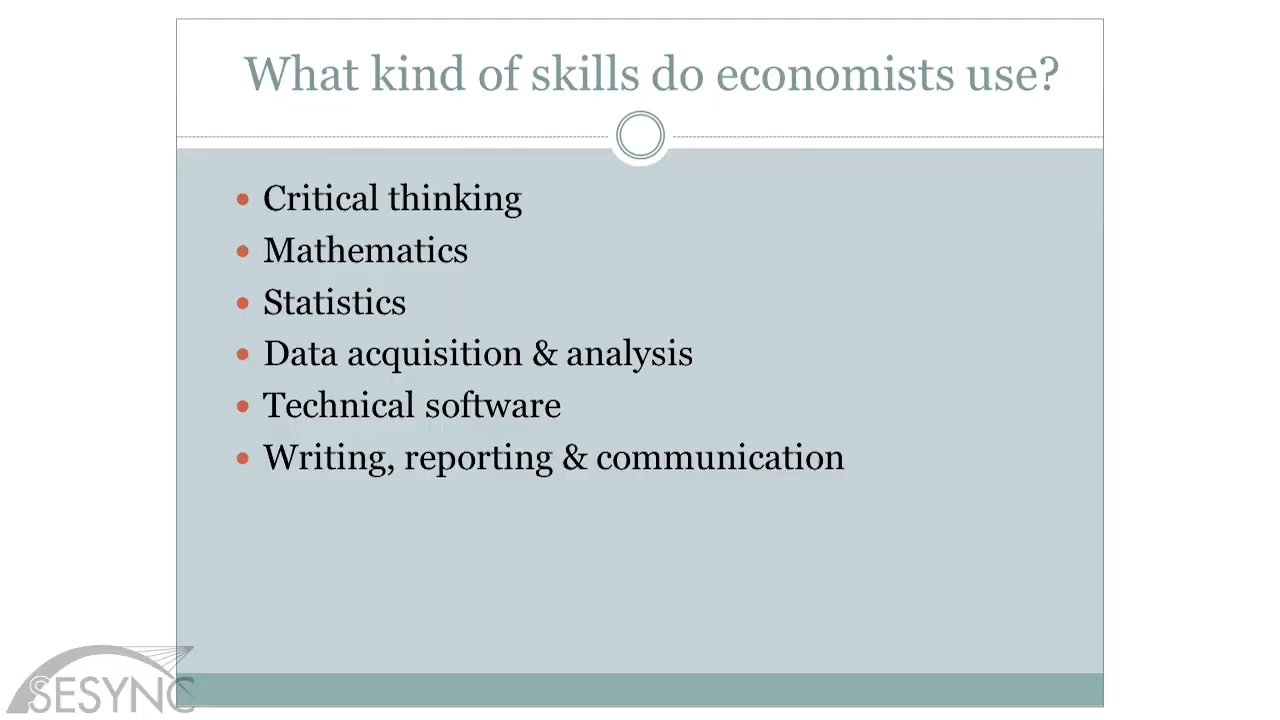 What kind of skills do economists use?
Critical thinking
Mathematics
Statistics
Data acquisition & analysis
Technical software
Writing, reporting & communication
SESYNC